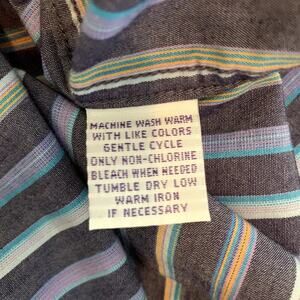 MACHINE WASH WARM
WITH LIKE COLORS
GENTLE CYCLE
ONLY NON-CHLORINE
BLEACH WHEN NEEDED
TUMBLE DRY LOW
WARM IRON
IF NECESSARY